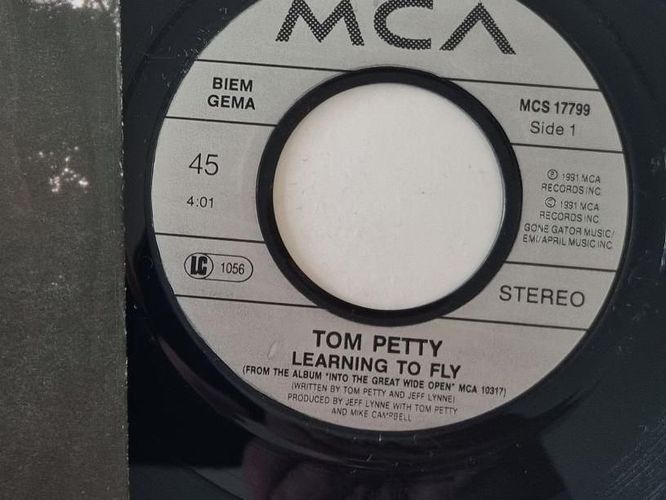 MCA
BIEM
GEMA
MCS 17799
Side 1
45
4:01
℗ 1991 MCA
RECORDS INC
© 1991 MCA
RECORDS INC
GONE GATOR MUSIC/
EMI/APRIL MUSIC INC
LC 1056
STEREO
TOM PETTY
LEARNING TO FLY
(FROM THE ALBUM "INTO THE GREAT WIDE OPEN" MCA 10317)
(WRITTEN BY TOM PETTY AND JEFF LYNNE)
PRODUCED BY JEFF LYNNE WITH TOM PETTY
AND MIKE CAMPBELL